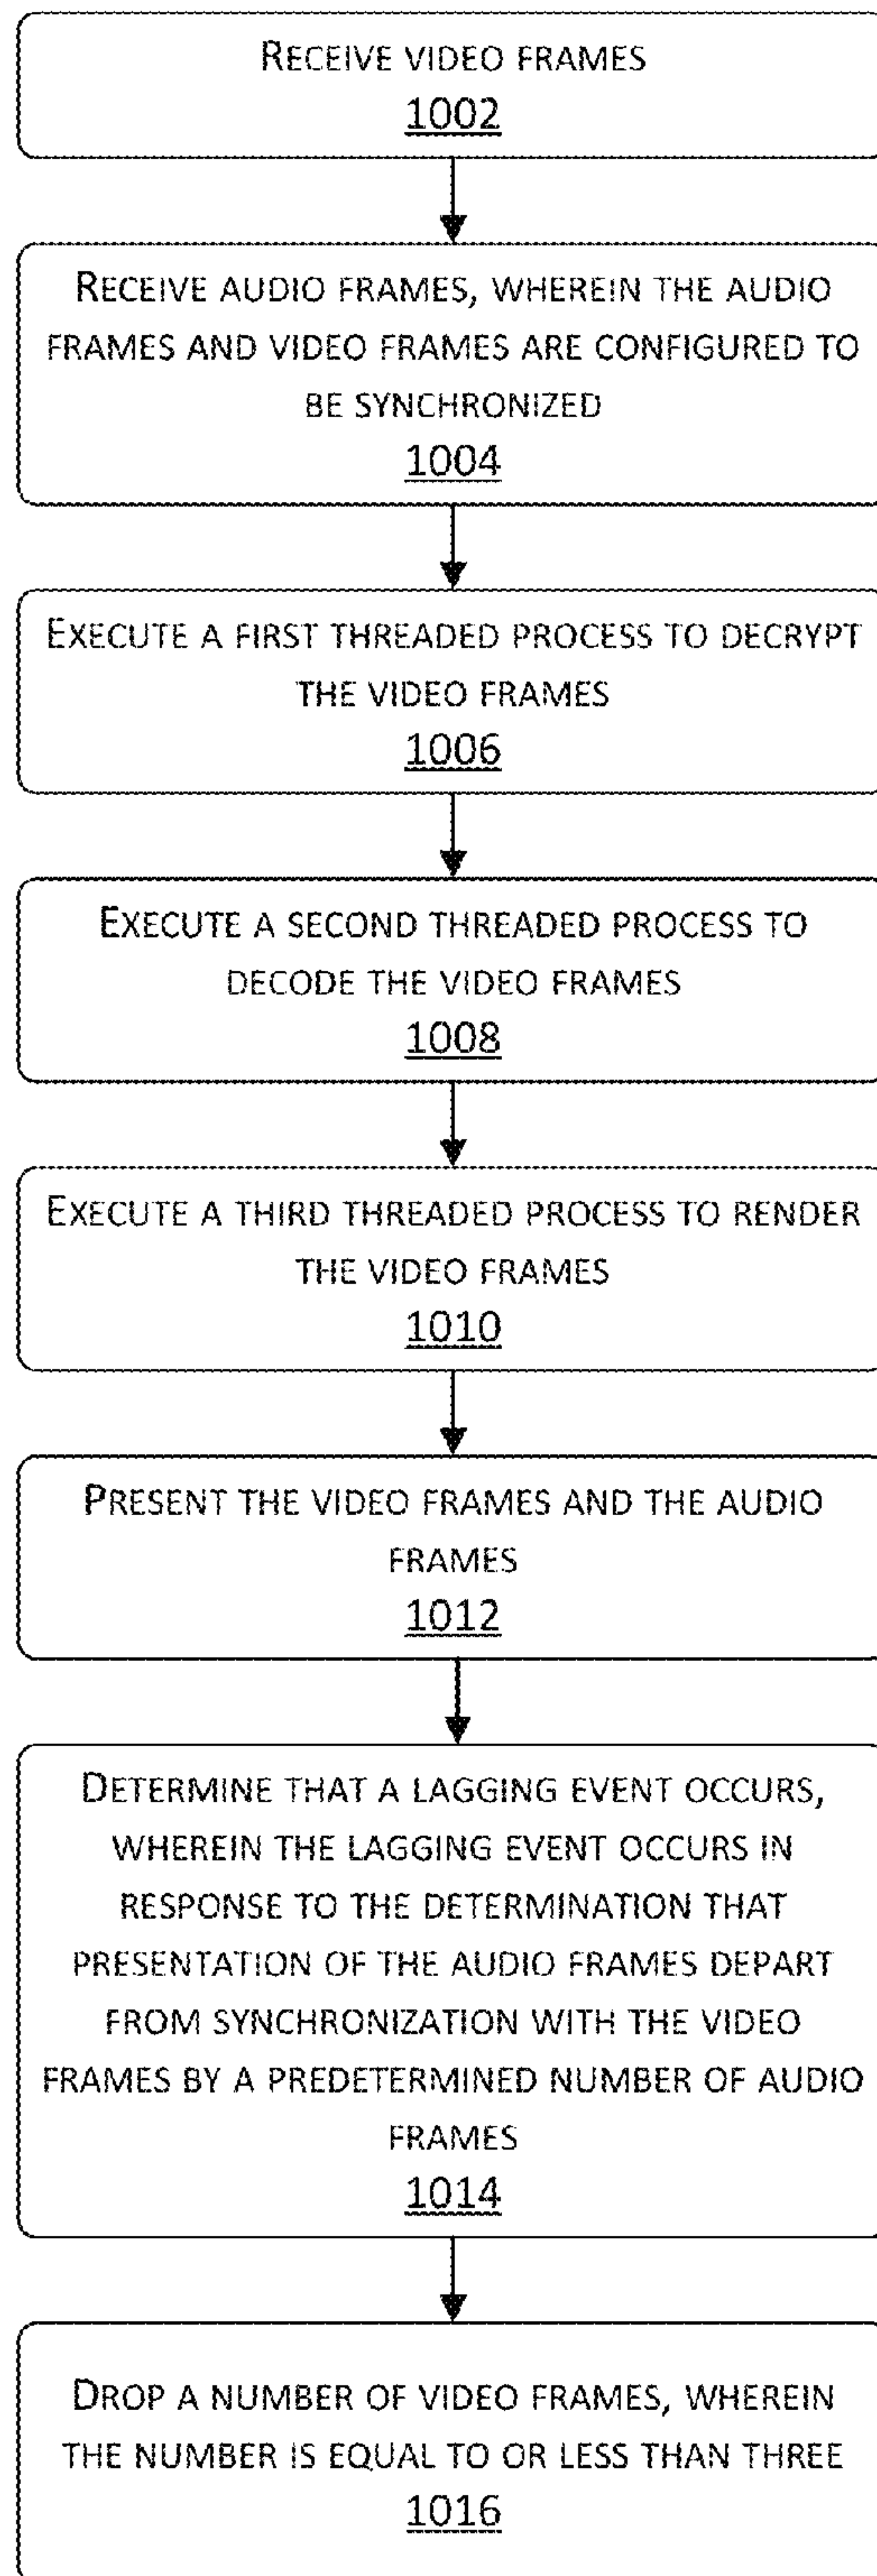 RECEIVE VIDEO FRAMES
1002
RECEIVE AUDIO FRAMES, WHEREIN THE AUDIO
FRAMES AND VIDEO FRAMES ARE CONFIGURED TO
BE SYNCHRONIZED
1004
EXECUTE A FIRST THREADED PROCESS TO DECRYPT
THE VIDEO FRAMES
1006
EXECUTE A SECOND THREADED PROCESS TO
DECODE THE VIDEO FRAMES
1008
EXECUTE A THIRD THREADED PROCESS TO RENDER
THE VIDEO FRAMES
1010
PRESENT THE VIDEO FRAMES AND THE AUDIO
FRAMES
1012
DETERMINE THAT A LAGGING EVENT OCCURS,
WHEREIN THE LAGGING EVENT OCCURS IN
RESPONSE TO THE DETERMINATION THAT
PRESENTATION OF THE AUDIO FRAMES DEPART
FROM SYNCHRONIZATION WITH THE VIDEO
FRAMES BY A PREDETERMINED NUMBER OF AUDIO
FRAMES
1014
DROP A NUMBER OF VIDEO FRAMES, WHEREIN
THE NUMBER IS EQUAL TO OR LESS THAN THREE
1016